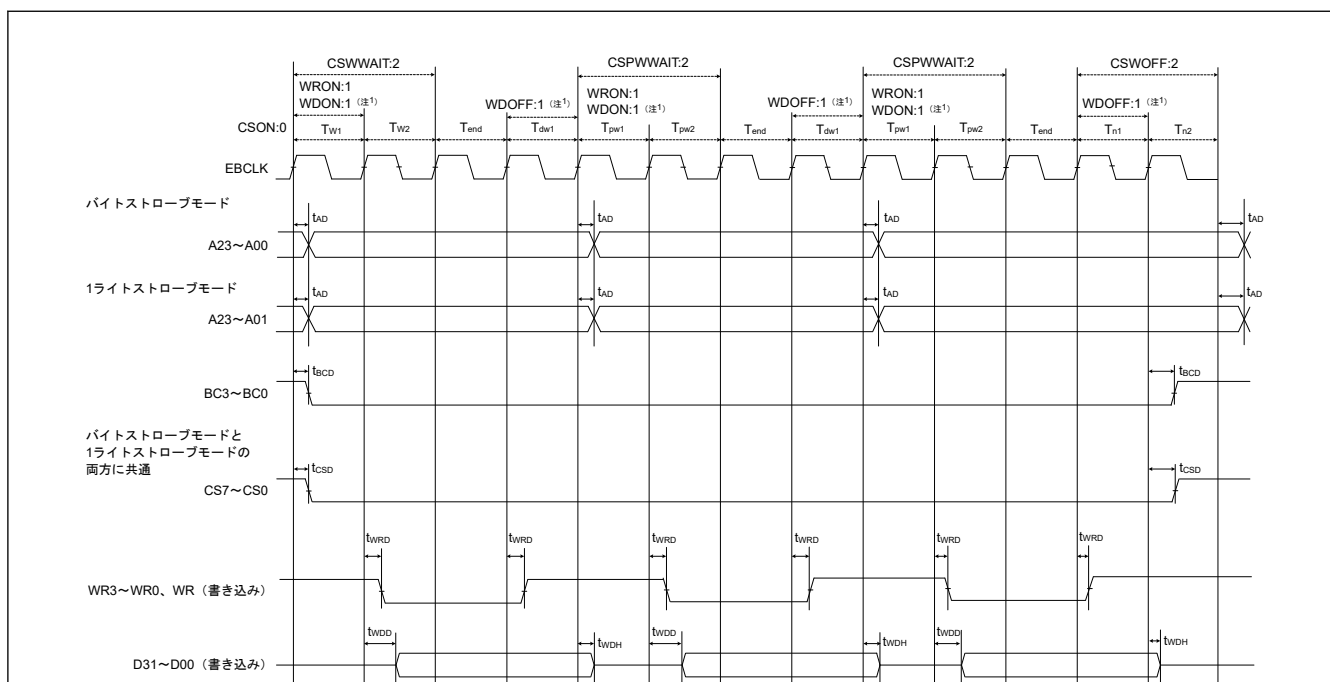 CSWWAIT:2
CSPWWAIT:2
CSPWWAIT:2
CSWOFF:2
WRON:1
WDON:1（注1）
WDOFF:1（注1）
WRON:1
WDON:1（注1）
WDOFF:1（注1）
WRON:1
WDON:1（注1）
WDOFF:1（注1）
CSON:0
TW1 TW2 Tend Tdw1 Tpw1 Tpw2 Tend Tdw1 Tpw1 Tpw2 Tend Tn1 Tn2
EBCLK
バイトストローブモード
tAD tAD tAD tAD
A23～A00
1ライトストローブモード
tAD tAD tAD tAD
A23～A01
tBCD tBCD
BC3～BC0
バイトストローブモードと
1ライトストローブモードの
両方に共通
tCSD tCSD
CS7～CS0
tWRD tWRD tWRD tWRD tWRD tWRD
WR3～WR0、WR（書き込み）
tWDD tWDH tWDD tWDH tWDD tWDH
D31～D00（書き込み）